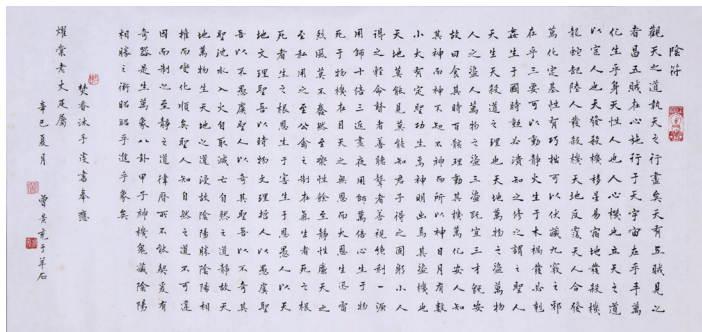 陰符
觀天之道執天之行盡矣天有五賊見之
者昌五賊在心施行于天宇宙在乎手萬
化生乎身天性人也人心機也立天之道
以定人也天發殺機移星易宿地發殺機
龍蛇起陸人發殺機天地反覆天人合發
萬化定基性有巧拙可以伏藏九竅之邪
在乎三要可以動靜火生于木禍發必剋
姦生于國時動必潰知之修之謂之聖人
天生天殺道之理也天地萬物之盜萬物
人之盜人萬物之盜三盜既宜三才既安
故曰食其時百骸理動其機萬化安人知
其神而神不知不神而所以神日月有數
小大有定聖功生焉神明出焉其盜機也
天地莫能見莫能知君子得之固躬小人
得之輕命瞽者善聽聾者善視絕利一源
用師十倍三返晝夜用師萬倍心生于物
死于物機在目天之無恩而大恩生迅雷
烈風莫不蠢然至樂性餘至靜性廉天之
至私用之至公禽之制在氣生者死之根
死者生之根恩生于害害生于恩愚人以天
地文理聖吾以時物文理哲人以愚虞聖
吾以不愚虞聖人以奇其聖吾以不奇其
聖沈水入火自取滅亡自然之道靜故天
地萬物生天地之道浸故陰陽勝陰陽相
推而變化順矣聖人知自然之道不可違
因而制之至靜之道律曆所不能契爰有
奇器是生萬象八卦甲子神機鬼藏陰陽
相勝之術昭昭乎進乎象矣
焚香沐手虔書奉應
燿棠老丈疋屬
辛巳夏月
曾景充于羊石